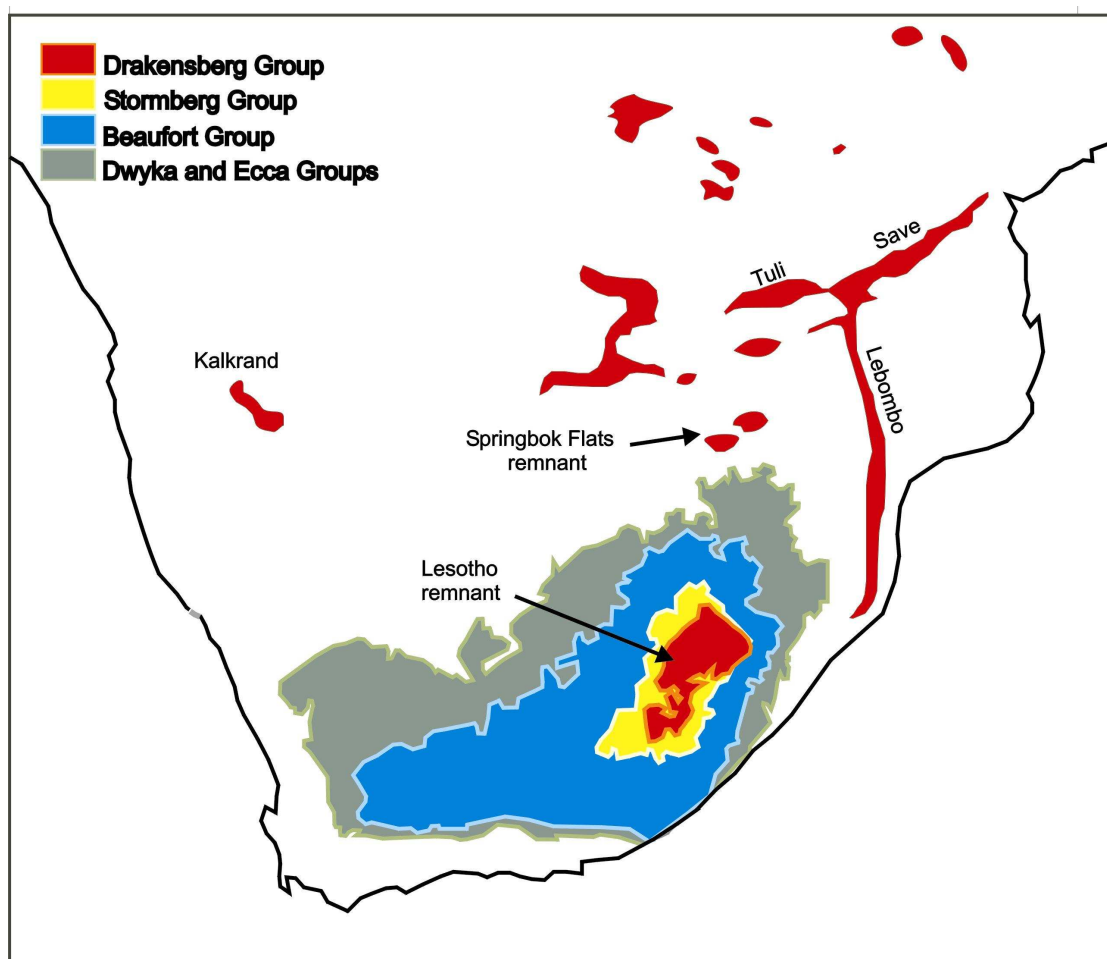 Drakensberg Group
Stormberg Group
Beaufort Group
Dwyka and Ecca Groups
Save
Tuli
Kalkrand
Lebombo
Springbok Flats
remnant
Lesotho
remnant